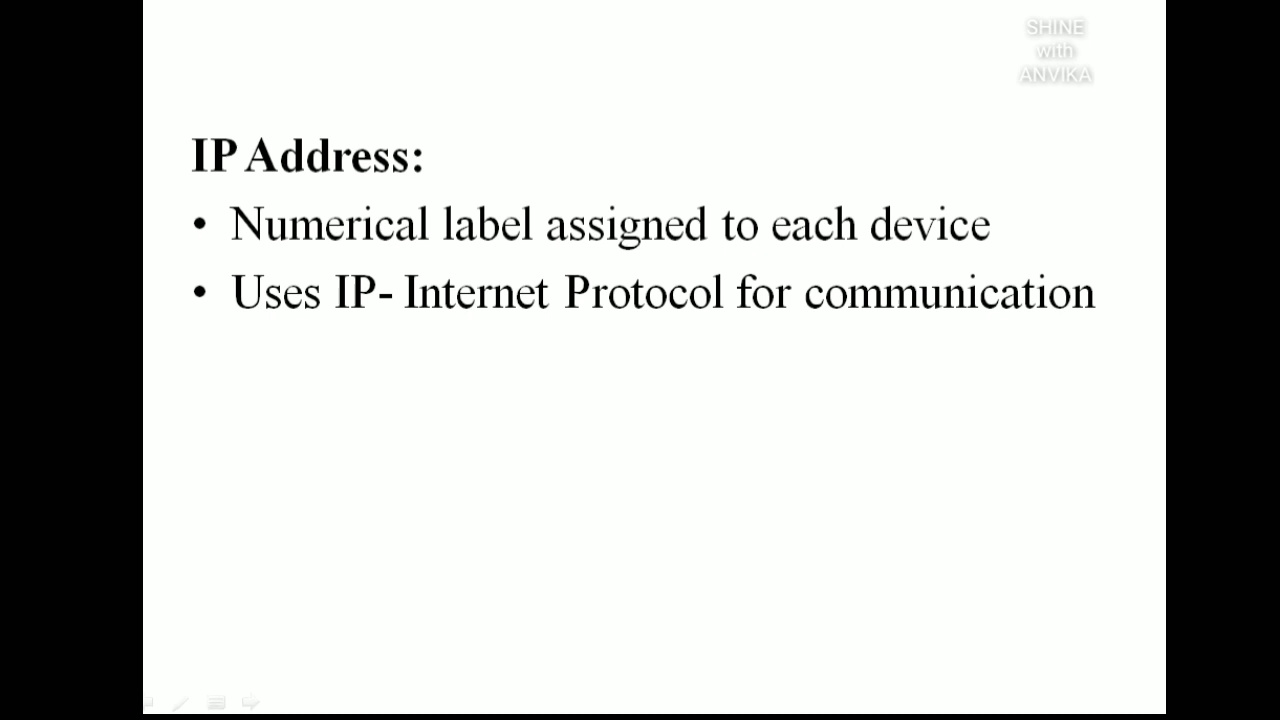 SHINE
with
ANVIKA
IP Address:
• Numerical label assigned to each device
• Uses IP- Internet Protocol for communication